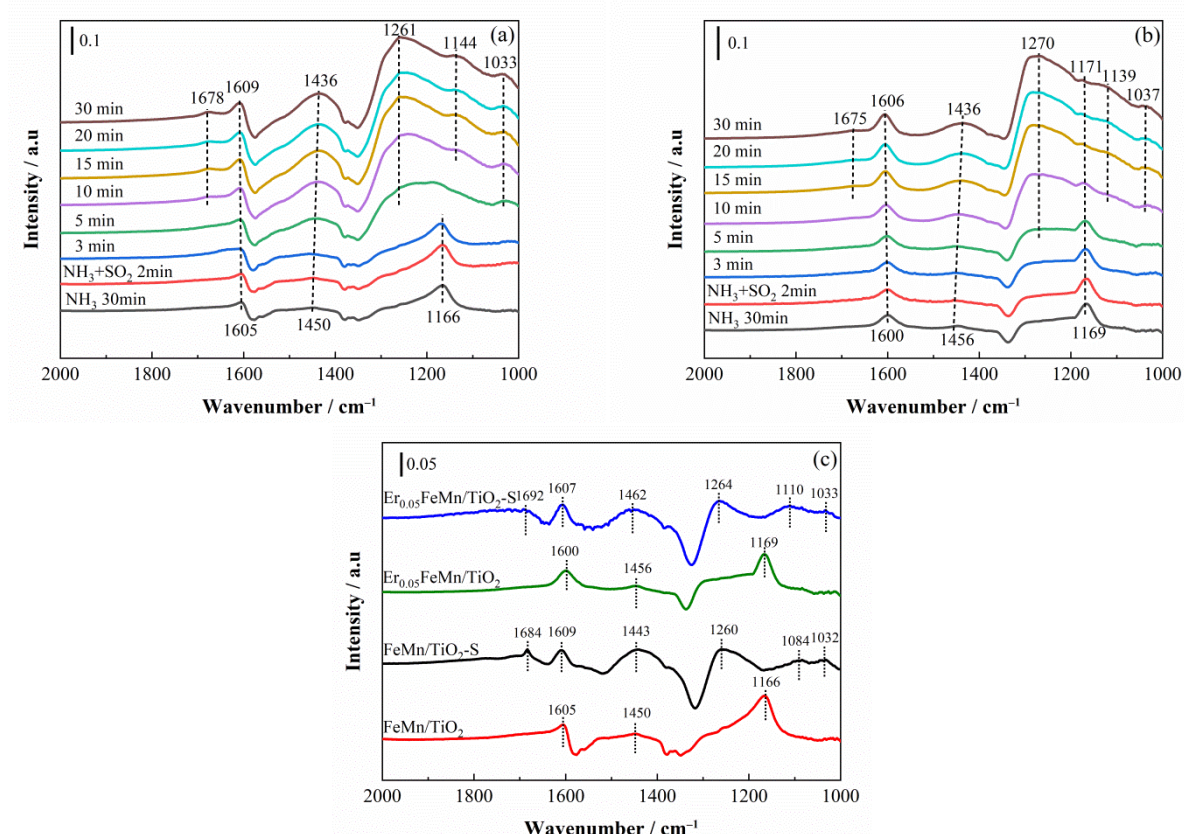 (a)
0.1
1261
1144
1033
1436
1609
1678
30 min
20 min
15 min
10 min
5 min
3 min
NH₃+SO₂ 2min
NH₃ 30min
1605
1450
1166
2000
1800
1600
1400
1200
1000
Wavenumber / cm⁻¹
Intensity / a.u
(b)
0.1
1270
1171
1139
1037
1606
1436
1675
30 min
20 min
15 min
10 min
5 min
3 min
NH₃+SO₂ 2min
NH₃ 30min
1600
1456
1169
2000
1800
1600
1400
1200
1000
Wavenumber / cm⁻¹
Intensity / a.u
(c)
0.05
Er₀.₀₅FeMn/TiO₂-S
1692
1607
1462
1264
1110
1033
Er₀.₀₅FeMn/TiO₂
1600
1456
1169
FeMn/TiO₂-S
1684
1609
1443
1260
1084
1032
FeMn/TiO₂
1605
1450
1166
2000
1800
1600
1400
1200
1000
Wavenumber / cm⁻¹
Intensity / a.u